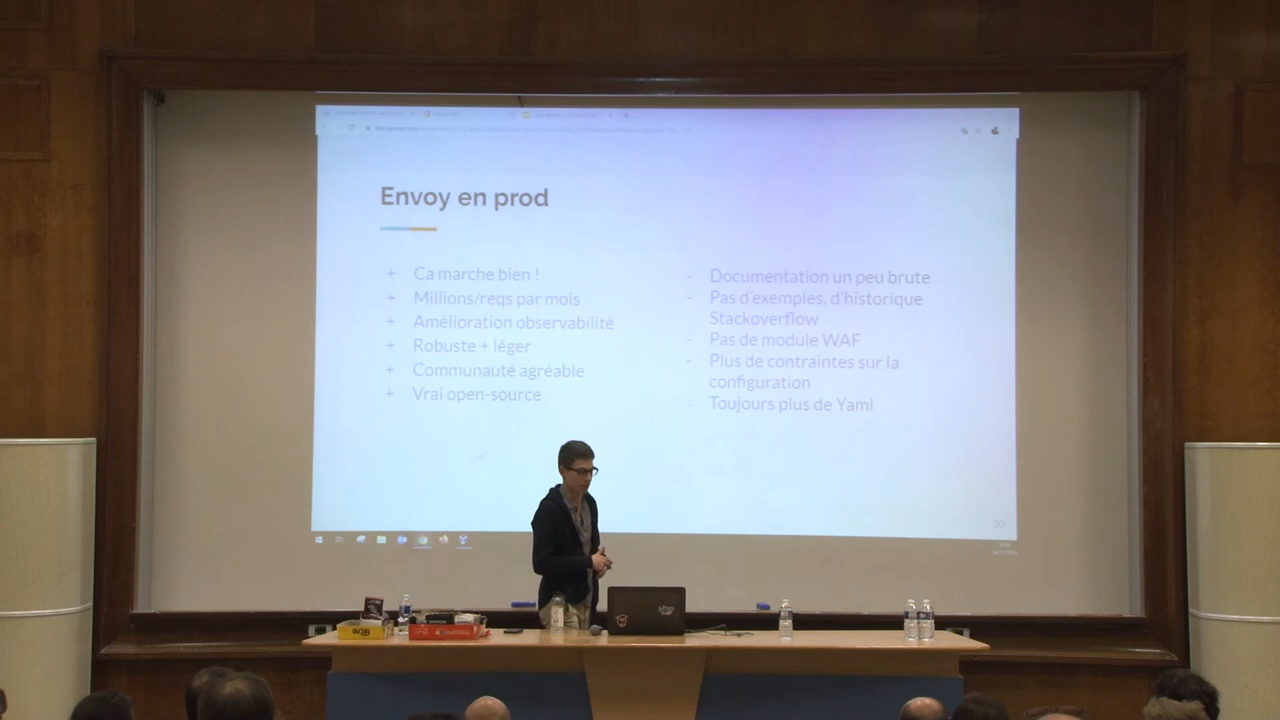 Envoy en prod
+ Ca marche bien !
+ Millions/reqs par mois
+ Amélioration observabilité
+ Robuste + léger
+ Communauté agréable
+ Vrai open-source
- Documentation un peu brute
- Pas d'exemples, d'historique
Stackoverflow
- Pas de module WAF
- Plus de contraintes sur la
configuration
- Toujours plus de Yaml
20
php